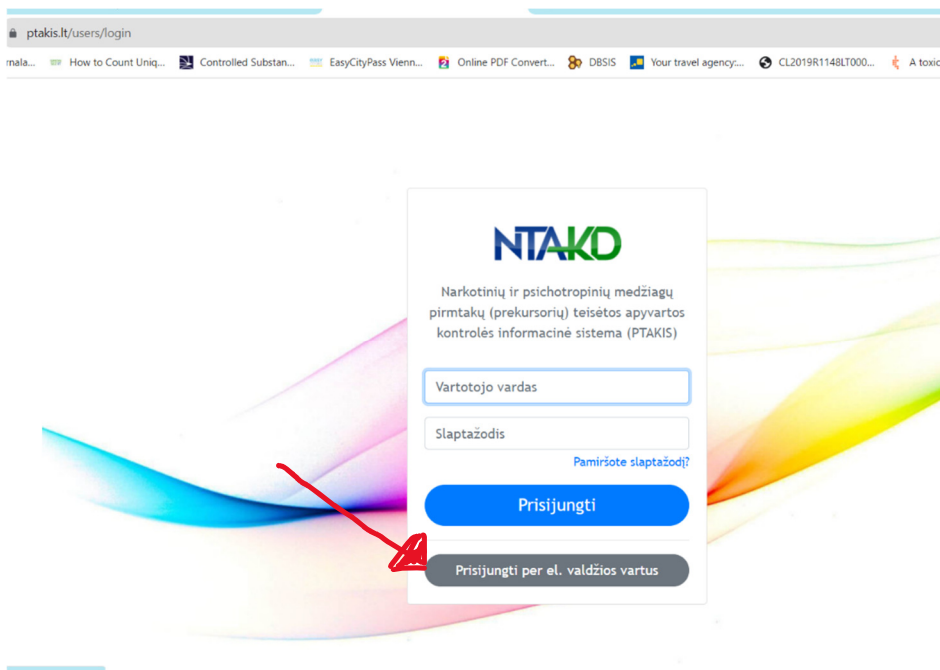 ptakis.lt/users/login
rnala... How to Count Uniq... Controlled Substan... EasyCityPass Vienn... Online PDF Convert... DBSIS Your travel agency:... CL2019R1148LT000... A toxic
NTAKD
Narkotinių ir psichotropinių medžiagų
pirmtakų (prekursorių) teisėtos apyvartos
kontrolės informacinė sistema (PTAKIS)
Vartotojo vardas
Slaptažodis
Pamiršote slaptažodį?
Prisijungti
Prisijungti per el. valdžios vartus